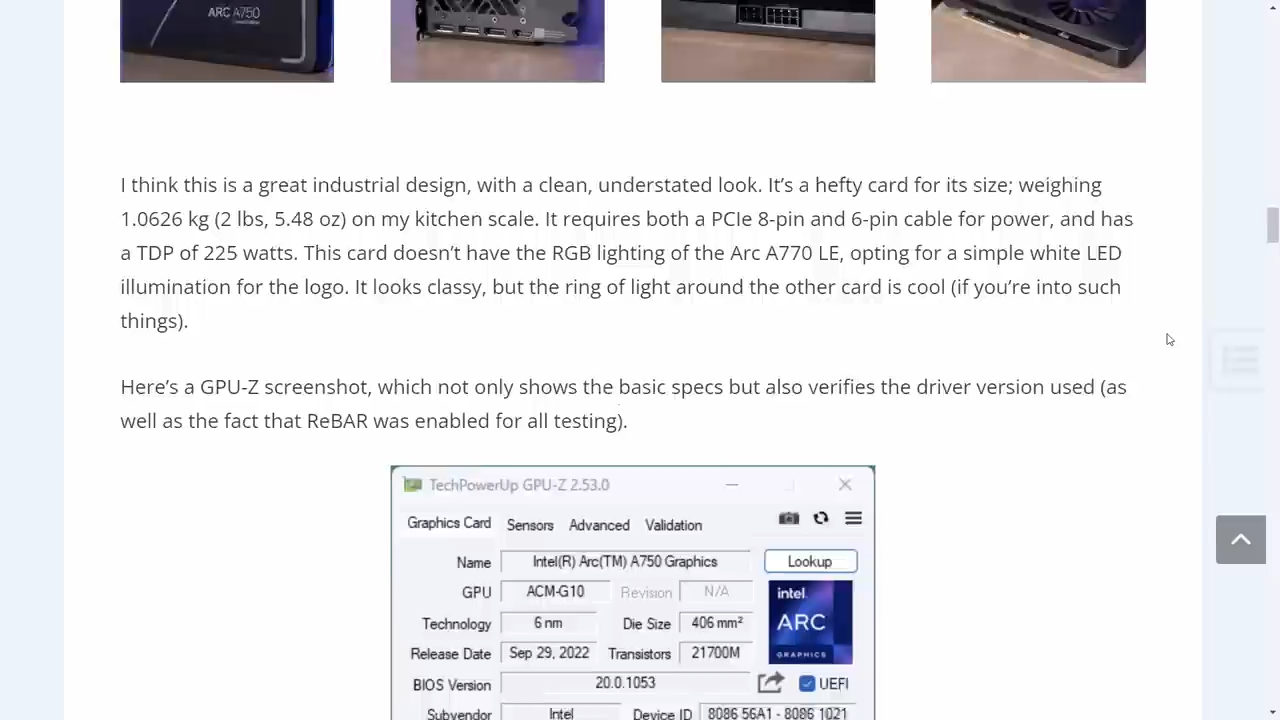 ARC A750
I think this is a great industrial design, with a clean, understated look. It’s a hefty card for its size; weighing
1.0626 kg (2 lbs, 5.48 oz) on my kitchen scale. It requires both a PCIe 8-pin and 6-pin cable for power, and has
a TDP of 225 watts. This card doesn’t have the RGB lighting of the Arc A770 LE, opting for a simple white LED
illumination for the logo. It looks classy, but the ring of light around the other card is cool (if you’re into such
things).
Here’s a GPU-Z screenshot, which not only shows the basic specs but also verifies the driver version used (as
well as the fact that ReBAR was enabled for all testing).
TechPowerUp GPU-Z 2.53.0
Graphics Card Sensors Advanced Validation
Name Intel(R) Arc(TM) A750 Graphics Lookup
GPU ACM-G10 Revision N/A
intel.
ARC
GRAPHICS
Technology 6 nm Die Size 406 mm²
Release Date Sep 29, 2022 Transistors 21700M
BIOS Version 20.0.1053 UEFI
Subvendor Intel Device ID 8086 56A1 - 8086 1021